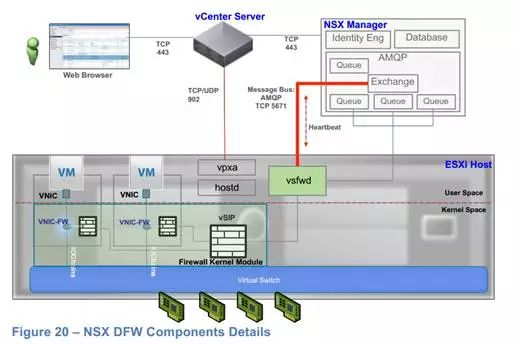 vCenter Server
NSX Manager
Identity Eng
Database
AMQP
Queue
Exchange
Queue
Queue
Queue
Web Browser
TCP
443
TCP
443
TCP/UDP
902
Message Bus:
AMQP
TCP 5671
Heartbeat
ESXi Host
VM
VM
vpxa
hostd
vsfwd
VNIC
VNIC
User Space
Kernel Space
VNIC-FW
VNIC-FW
vSIP
IOChains
IOChains
Firewall Kernel Module
Virtual Switch
Figure 20 – NSX DFW Components Details